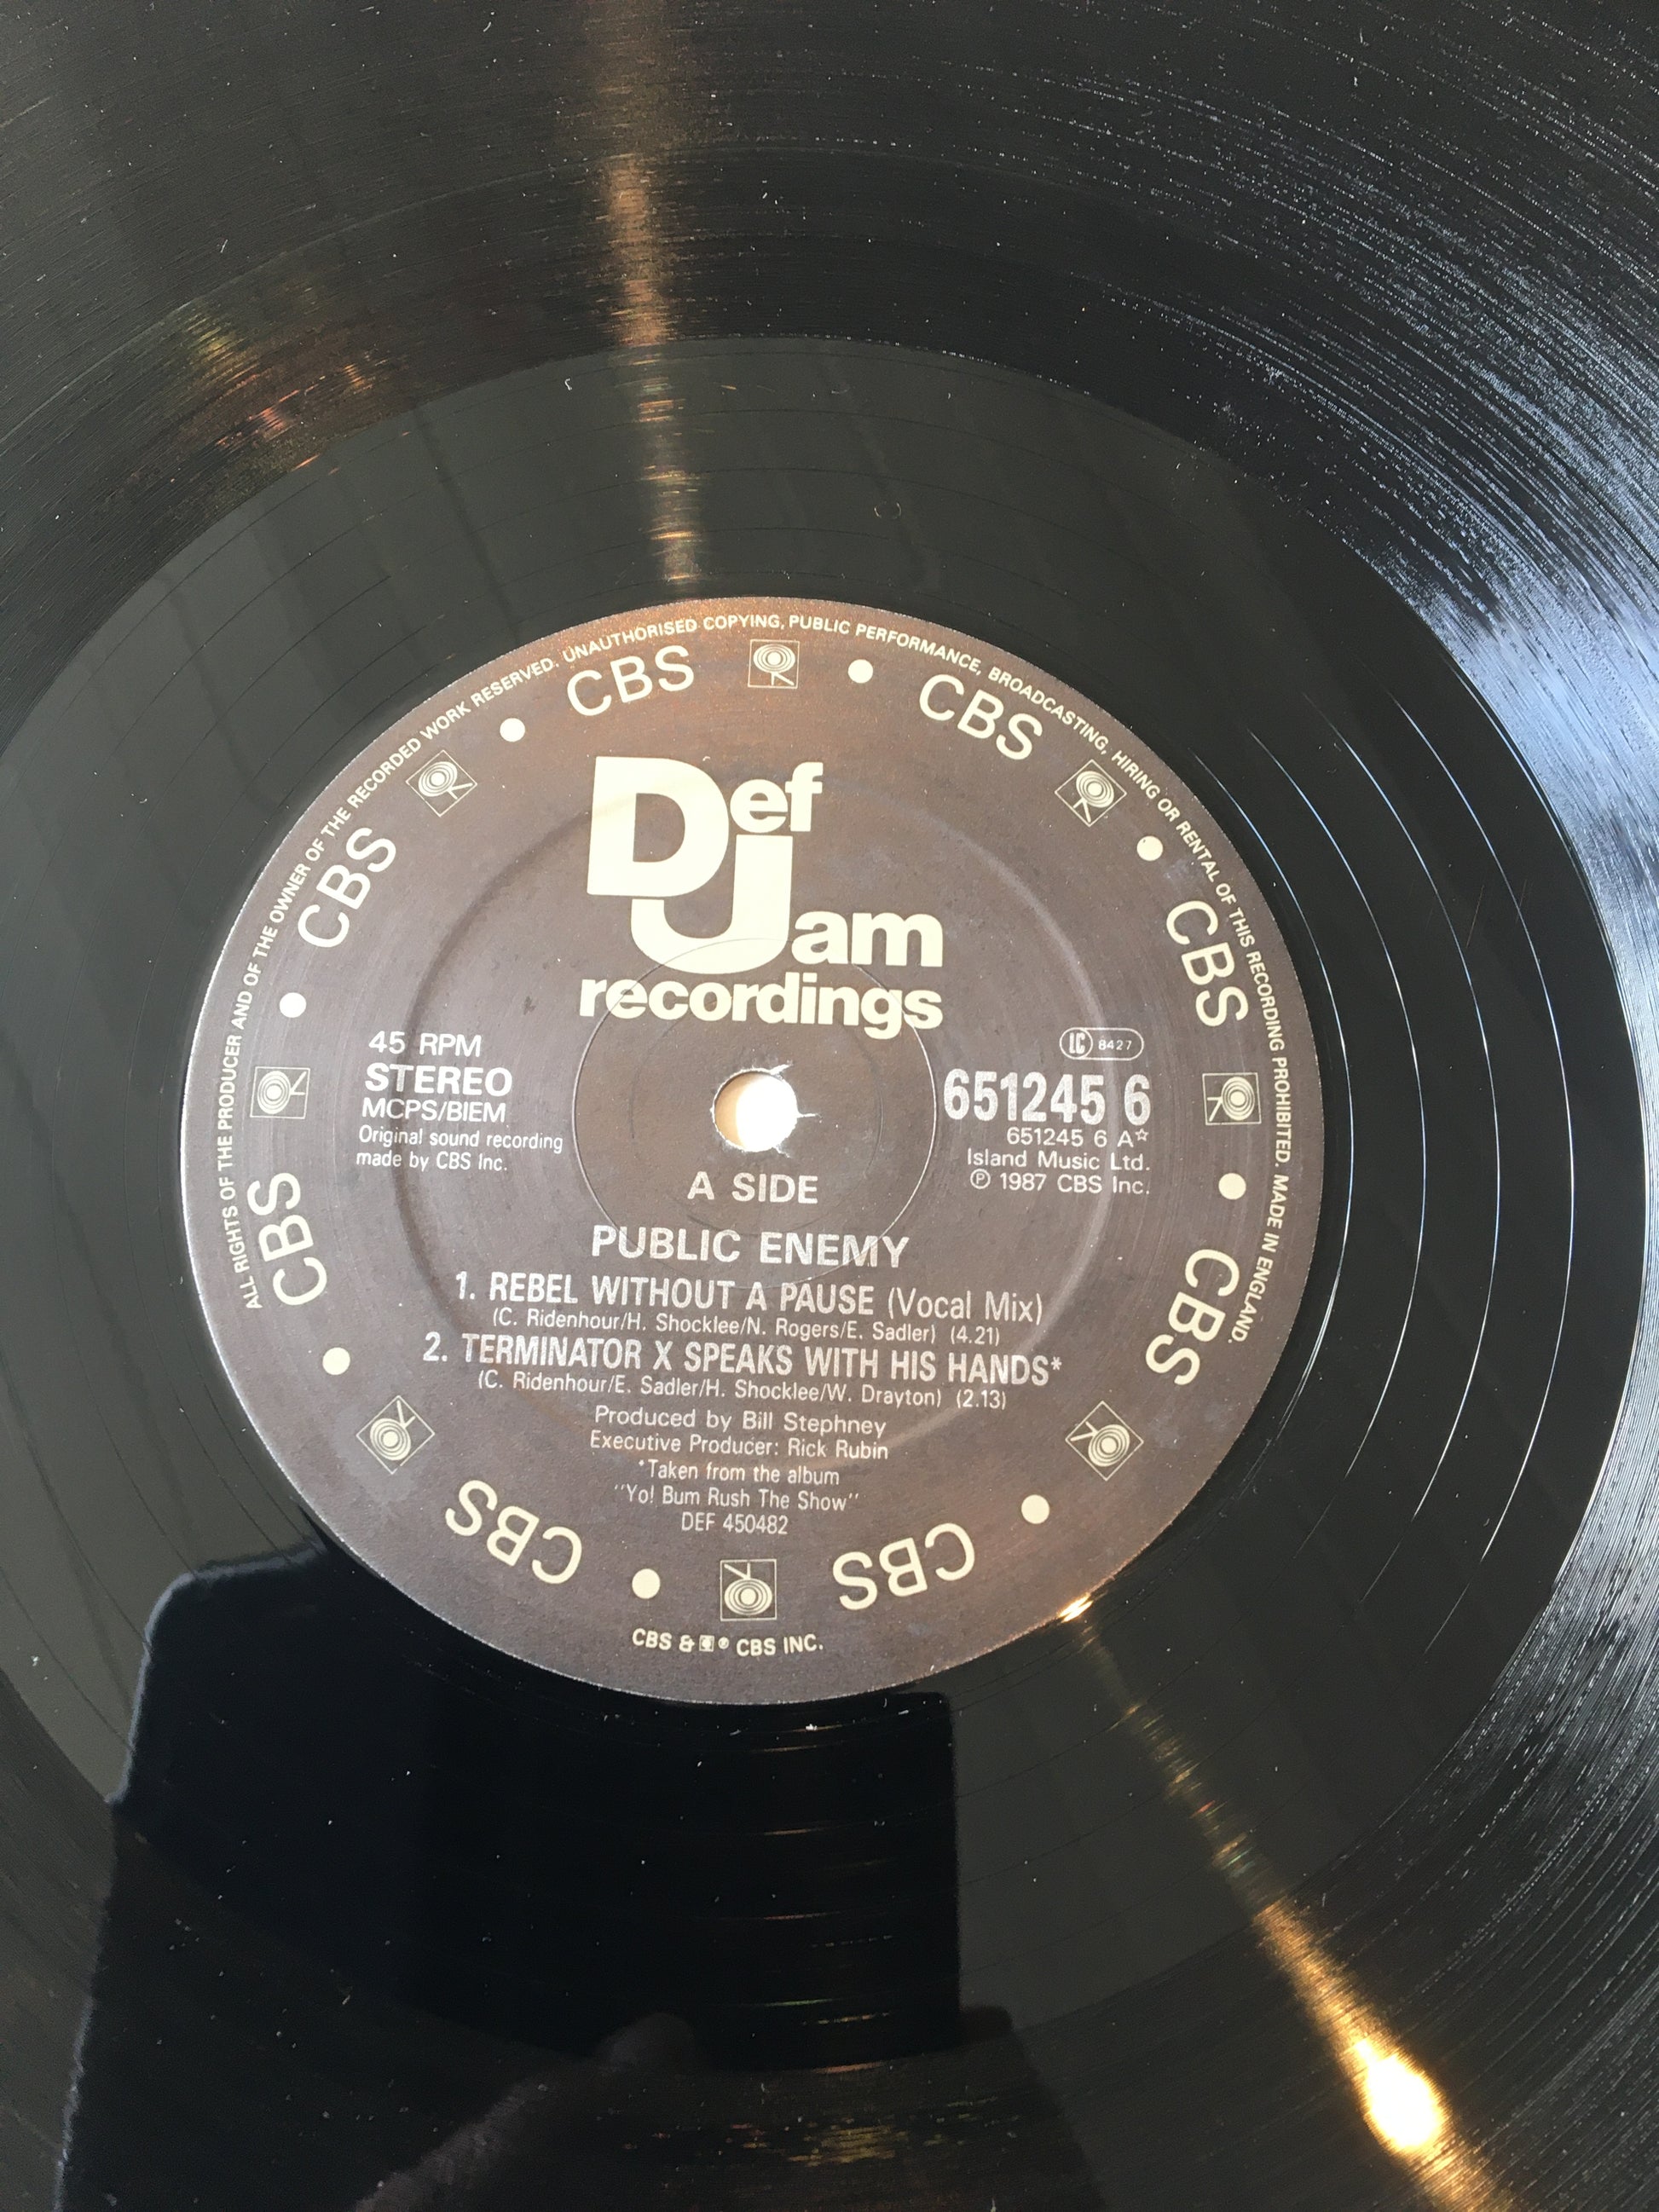 ALL RIGHTS OF THE PRODUCER AND OF THE OWNER OF THE RECORDED WORK RESERVED. UNAUTHORISED COPYING, PUBLIC PERFORMANCE, BROADCASTING, HIRING OR RENTAL OF THIS RECORDING PROHIBITED. MADE IN ENGLAND.
CBS
CBS
CBS
CBS
CBS
CBS
CBS
CBS
Def
Jam
recordings
45 RPM
STEREO
MCPS/BIEM
Original sound recording
made by CBS Inc.
LC 8427
651245 6
651245 6 A☆
Island Music Ltd.
℗ 1987 CBS Inc.
A SIDE
PUBLIC ENEMY
1. REBEL WITHOUT A PAUSE (Vocal Mix)
(C. Ridenhour/H. Shocklee/N. Rogers/E. Sadler) (4.21)
2. TERMINATOR X SPEAKS WITH HIS HANDS*
(C. Ridenhour/E. Sadler/H. Shocklee/W. Drayton) (2.13)
Produced by Bill Stephney
Executive Producer: Rick Rubin
*Taken from the album
"Yo! Bum Rush The Show"
DEF 450482
CBS & ® CBS INC.